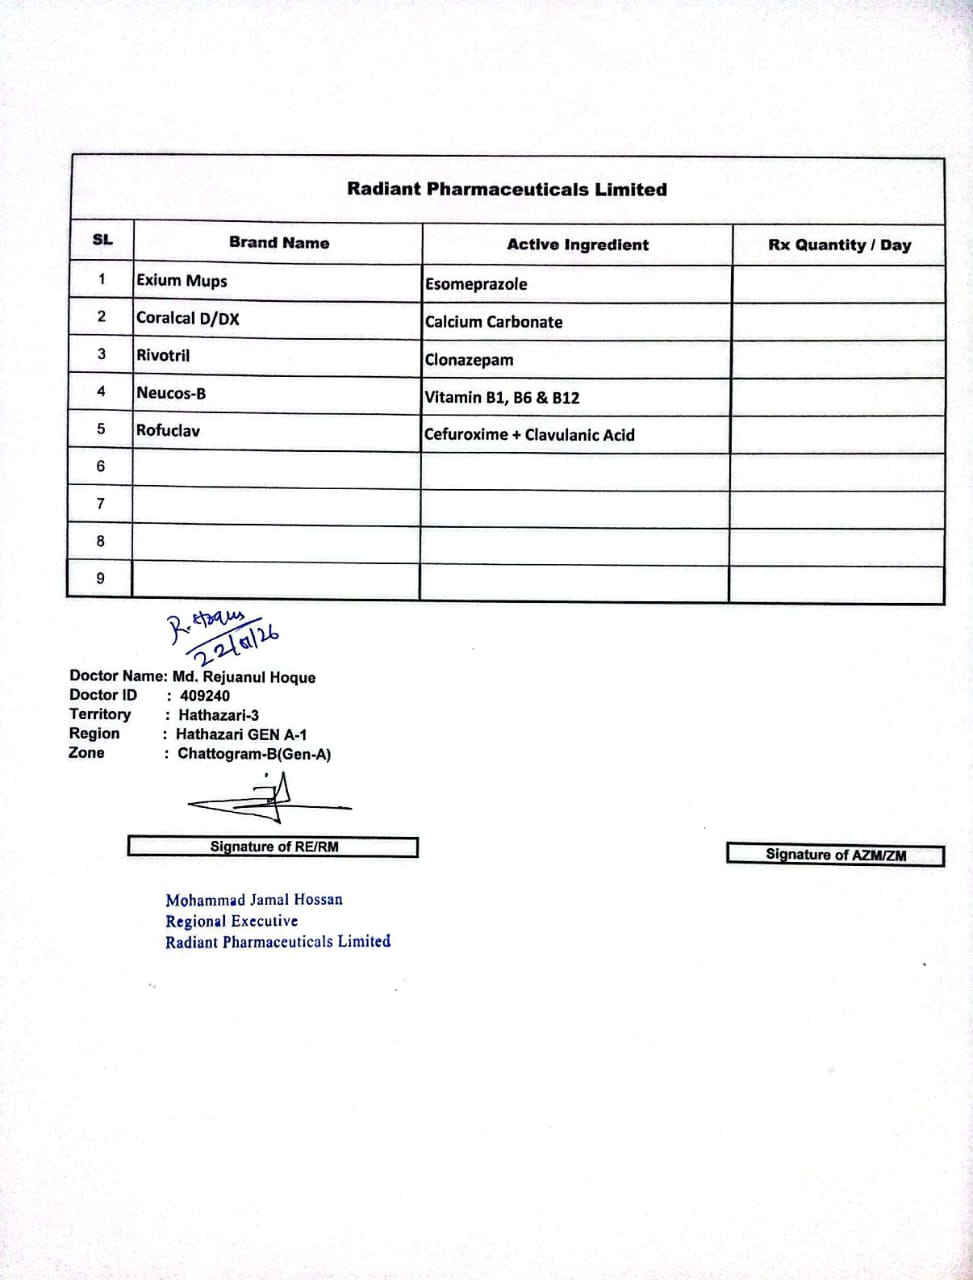 Radiant Pharmaceuticals Limited
SL Brand Name Active Ingredient Rx Quantity / Day
1 Exium Mups Esomeprazole
2 Coralcal D/DX Calcium Carbonate
3 Rivotril Clonazepam
4 Neucos-B Vitamin B1, B6 & B12
5 Rofuclav Cefuroxime + Clavulanic Acid
6
7
8
9
R. Hoque
22/01/26
Doctor Name: Md. Rejuanul Hoque
Doctor ID : 409240
Territory : Hathazari-3
Region : Hathazari GEN A-1
Zone : Chattogram-B(Gen-A)
Signature of RE/RM Signature of AZM/ZM
Mohammad Jamal Hossan
Regional Executive
Radiant Pharmaceuticals Limited